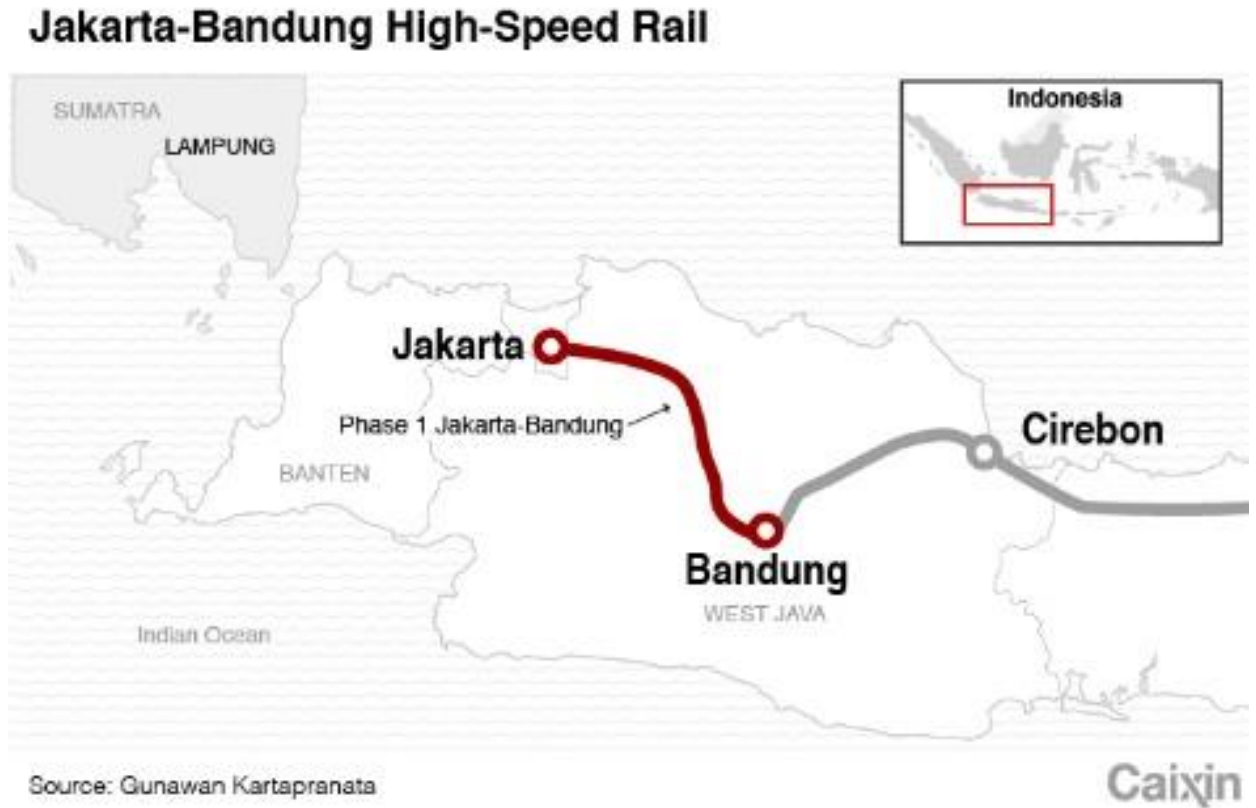 Jakarta-Bandung High-Speed Rail
SUMATRA
LAMPUNG
Indonesia
Jakarta
Phase 1 Jakarta-Bandung
Cirebon
BANTEN
Bandung
WEST JAVA
Indian Ocean
Source: Gunawan Kartapranata
Caixin